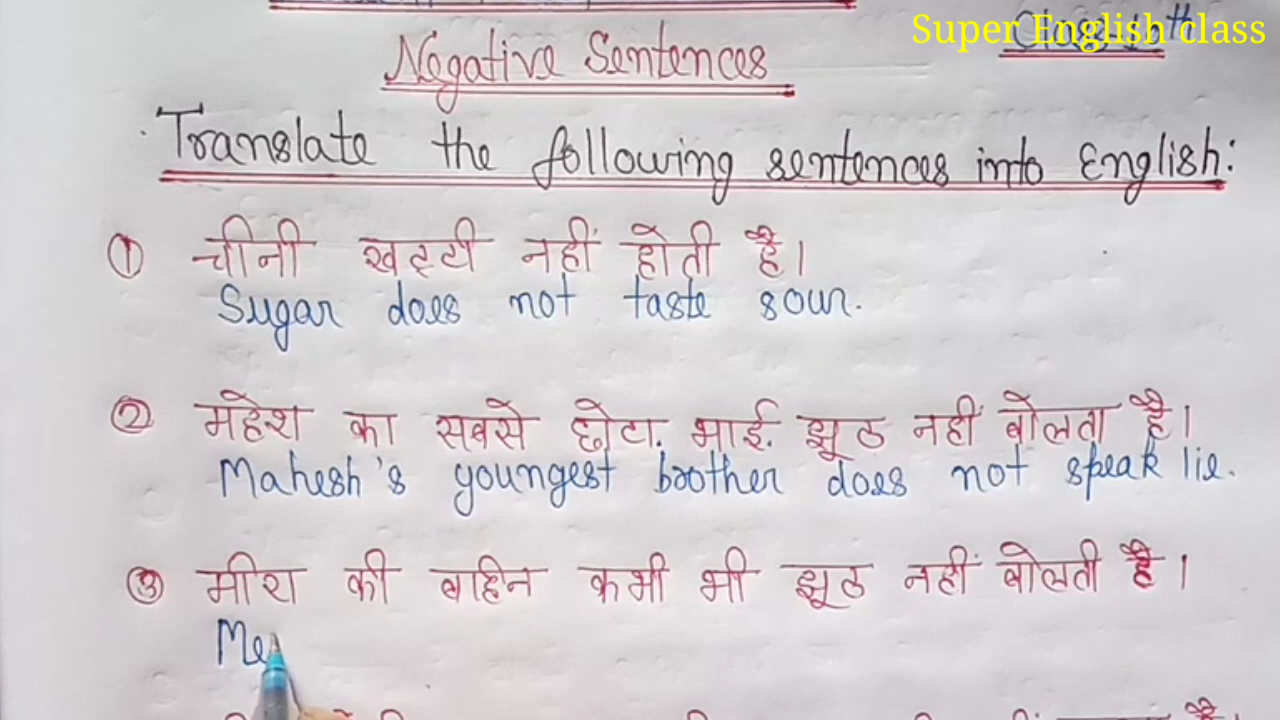 Super English class
Negative Sentences
Translate the following sentences into English:
① चीनी खट्टी नहीं होती है।
Sugar does not taste sour.
② महेश का सबसे छोटा. भाई. झूठ नहीं बोलता है।
Mahesh's youngest brother does not speak lie.
③ मीरा की बहिन कभी भी झूठ नहीं बोलती है।
Me